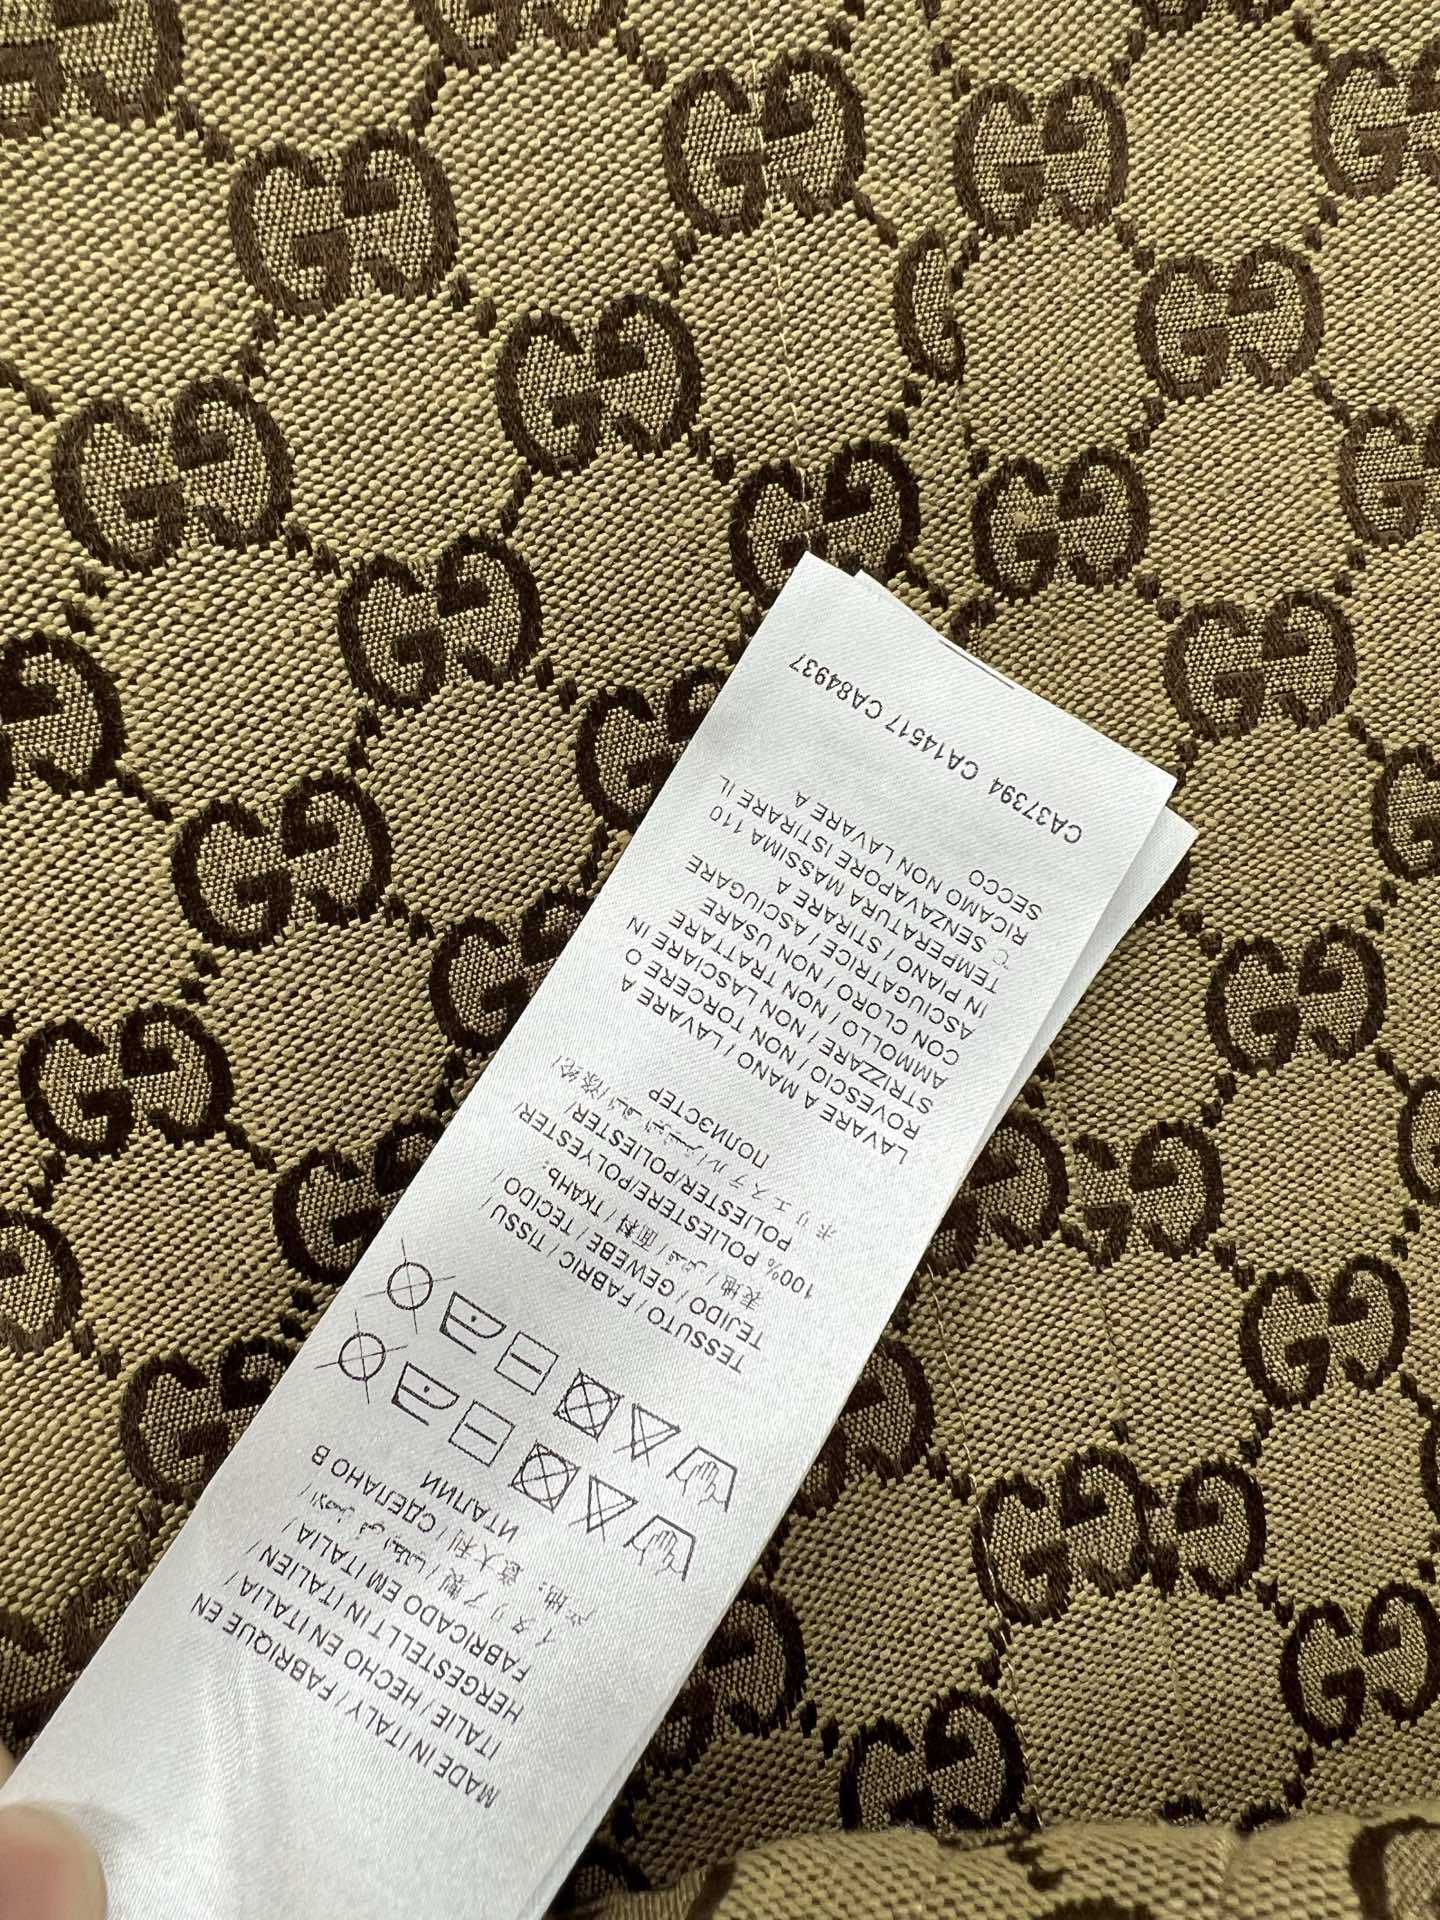 MADE IN ITALY / FABRIQUE EN
ITALIE / HECHO EN ITALIA /
HERGESTELLT IN ITALIEN /
FABRICADO EM ITALIA /
イタリア製 / СДЕЛАНО В
产地：意大利 / ИТАЛИИ
TESSUTO / FABRIC / TISSU /
TEJIDO / GEWEBE / TECIDO /
表地 / 面料 / ТКАНЬ:
100% POLIESTERE/POLYESTER/
POLIESTER/POLIESTER/
ポリエステル /
ПОЛИЭСТЕР
LAVARE A MANO / LAVARE A
ROVESCIO / NON TORCERE O
STRIZZARE / NON LASCIARE IN
AMMOLLO / NON TRATTARE
CON CLORO / NON USARE
ASCIUGATRICE / ASCIUGARE
IN PIANO / STIRARE A
TEMPERATURA MASSIMA 110
°C SENZAVAPORE ISTIRARE IL
RICAMO NON LAVARE A
SECCO
CA37394 CA14517 CA84937